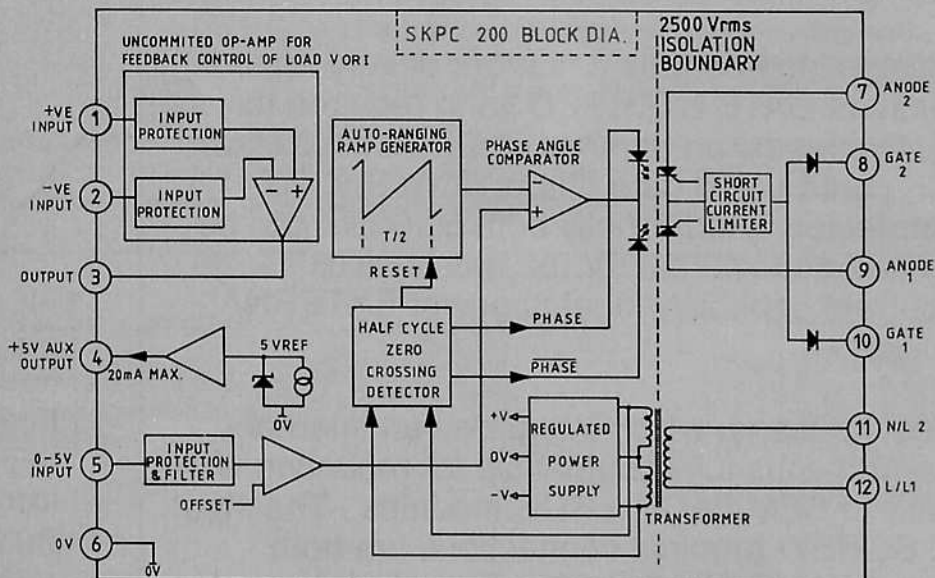 SKPC 200 BLOCK DIA.
2500 Vrms
ISOLATION
BOUNDARY
UNCOMMITED OP-AMP FOR
FEEDBACK CONTROL OF LOAD V OR I
+VE
INPUT
1
INPUT
PROTECTION
-VE
INPUT
2
INPUT
PROTECTION
- +
OUTPUT
3
AUTO-RANGING
RAMP GENERATOR
T/2
RESET
PHASE ANGLE
COMPARATOR
-
+
SHORT
CIRCUIT
CURRENT
LIMITER
7
ANODE
2
8
GATE
2
9
ANODE
1
10
GATE
1
+5V AUX
OUTPUT
4
20mA MAX.
5 VREF
0V
HALF CYCLE
ZERO
CROSSING
DETECTOR
PHASE
PHASE
0-5V
INPUT
5
INPUT
PROTECTION
& FILTER
OFFSET
+V
0V
-V
REGULATED
POWER
SUPPLY
TRANSFORMER
11
N/L 2
12
L/L1
0V
6
0V